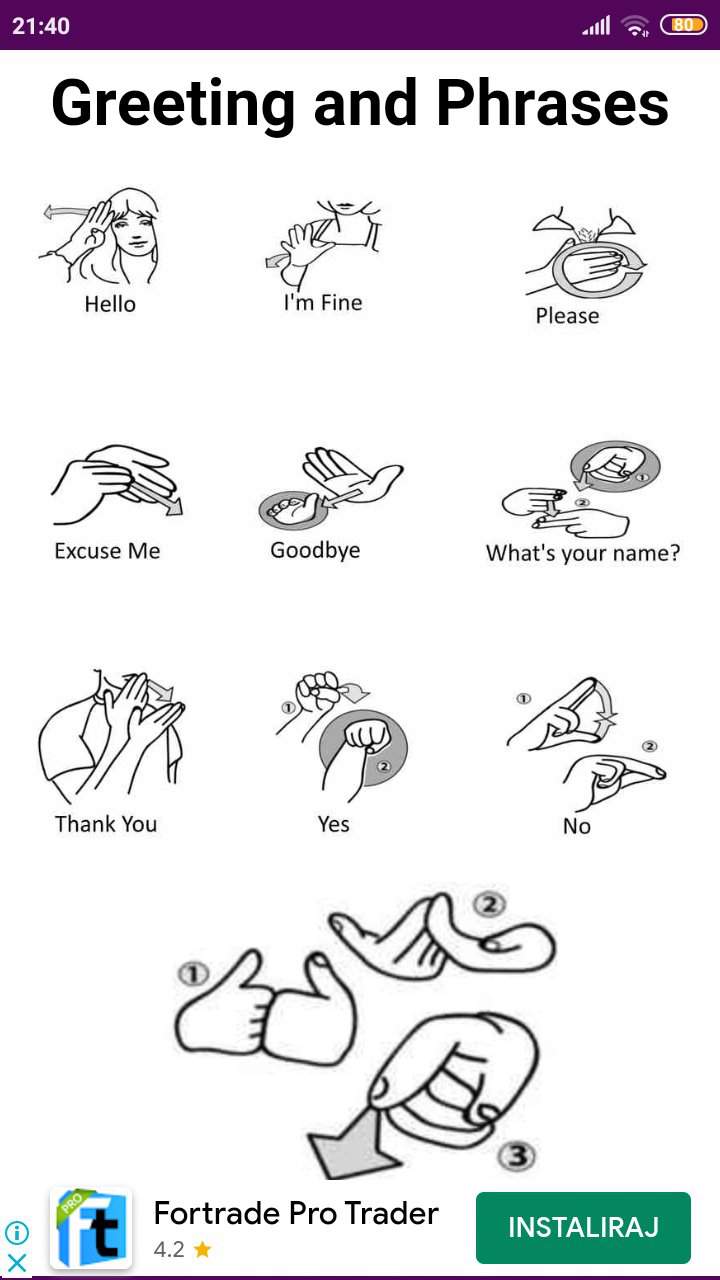 21:40
80
Greeting and Phrases
Hello
I'm Fine
Please
Excuse Me
Goodbye
What's your name?
①
②
Thank You
Yes
No
①
②
①
②
①
②
③
PRO
Ft
Fortrade Pro Trader
4.2
INSTALIRAJ